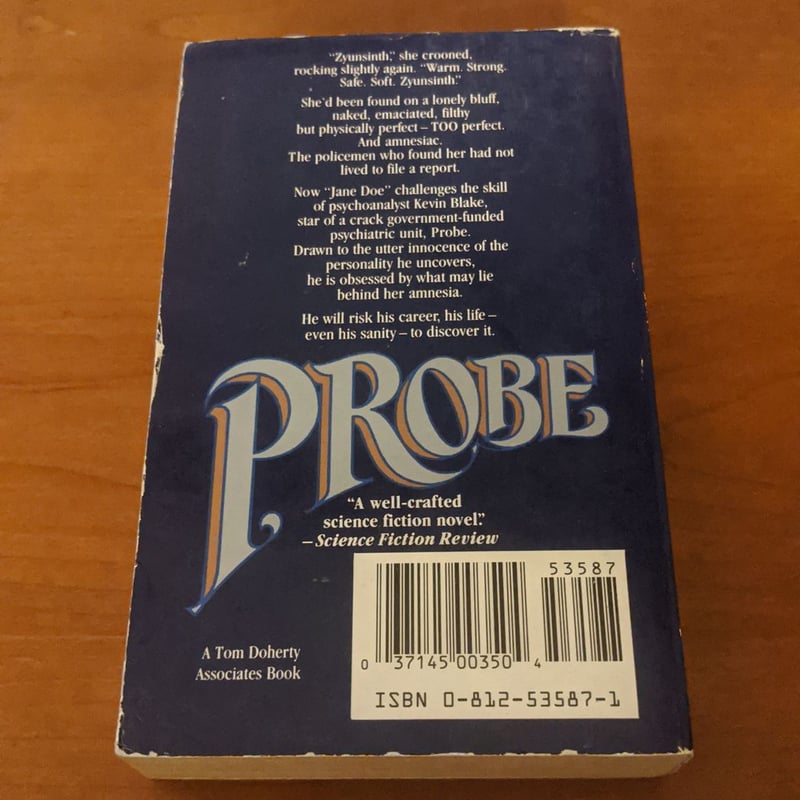 "Zyunsinth," she crooned,
rocking slightly again. "Warm. Strong.
Safe. Soft. Zyunsinth."
She'd been found on a lonely bluff,
naked, emaciated, filthy
but physically perfect – TOO perfect.
And amnesiac.
The policemen who found her had not
lived to file a report.
Now "Jane Doe" challenges the skill
of psychoanalyst Kevin Blake,
star of a crack government-funded
psychiatric unit, Probe.
Drawn to the utter innocence of the
personality he uncovers,
he is obsessed by what may lie
behind her amnesia.
He will risk his career, his life –
even his sanity – to discover it.
PROBE
"A well-crafted
science fiction novel."
– Science Fiction Review
53587
0 37145 00350 4
ISBN 0-812-53587-1
A Tom Doherty
Associates Book